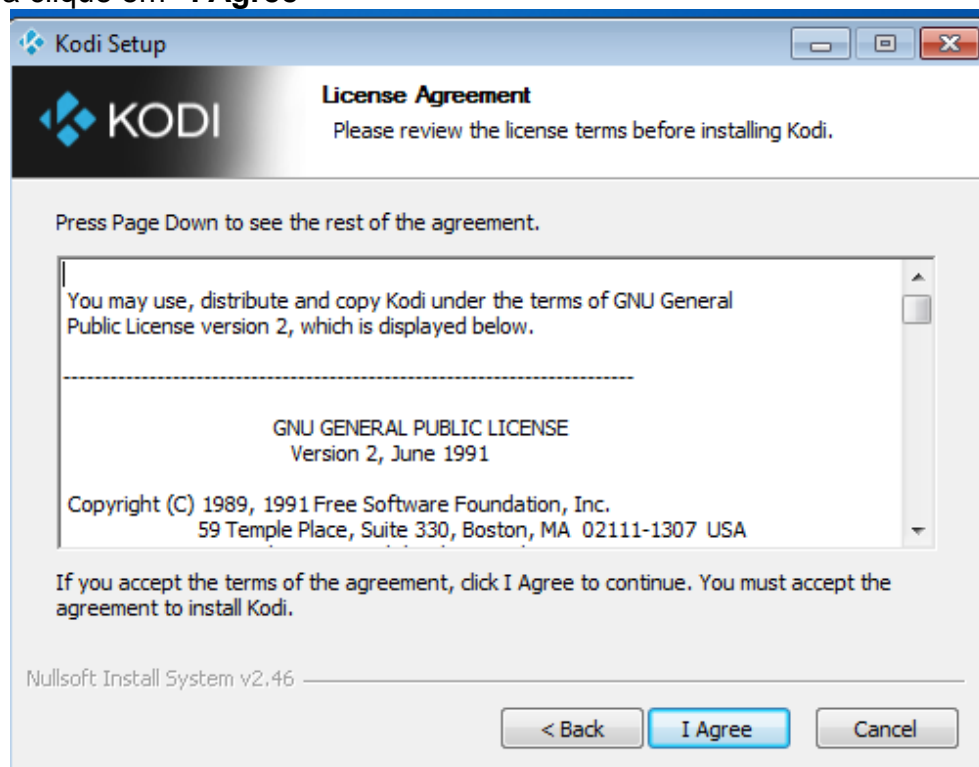 a clique em "I Agree"
Kodi Setup
KODI
License Agreement
Please review the license terms before installing Kodi.
Press Page Down to see the rest of the agreement.
You may use, distribute and copy Kodi under the terms of GNU General
Public License version 2, which is displayed below.
------------------------------------------------------------------------
GNU GENERAL PUBLIC LICENSE
Version 2, June 1991
Copyright (C) 1989, 1991 Free Software Foundation, Inc.
59 Temple Place, Suite 330, Boston, MA 02111-1307 USA
If you accept the terms of the agreement, click I Agree to continue. You must accept the
agreement to install Kodi.
Nullsoft Install System v2.46
< Back I Agree Cancel